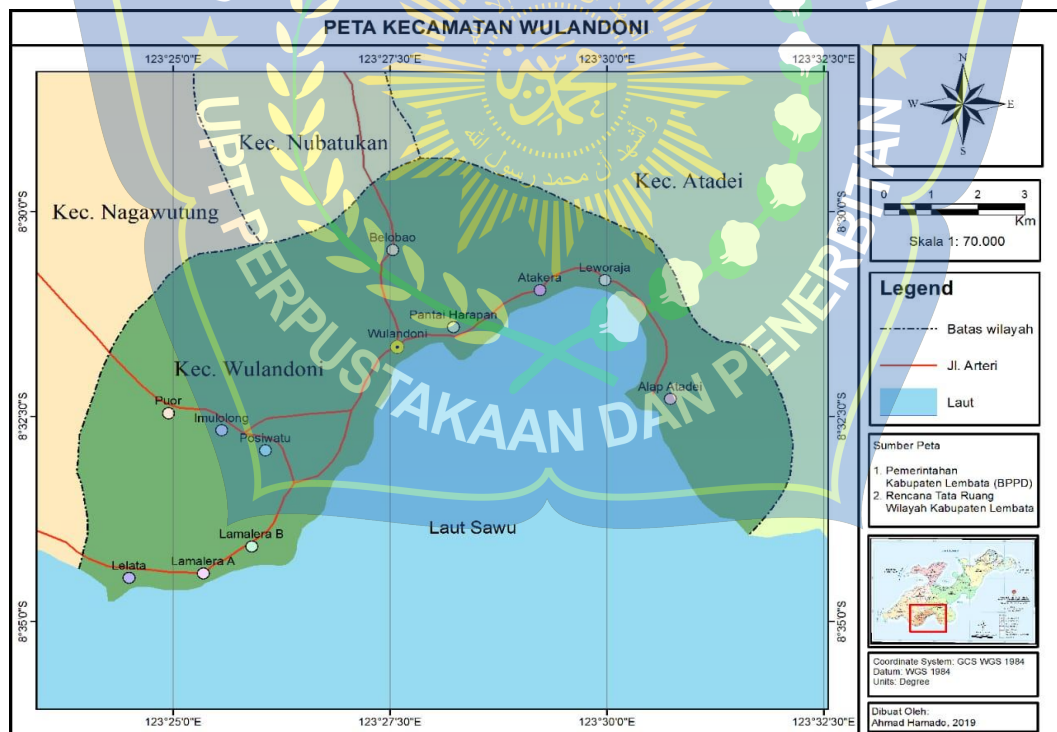 PETA KECAMATAN WULANDONI
123°25'0"E
123°27'30"E
123°30'0"E
123°32'30"E
8°30'0"S
8°32'30"S
8°35'0"S
8°30'0"S
8°32'30"S
8°35'0"S
Kec. Nubatukan
Kec. Nagawutung
Kec. Atadei
Belobao
Leworaja
Atakera
Pantai Harapan
Wulandoni
Kec. Wulandoni
Puor
Imulolong
Posiwatu
Alap Atadei
Lamalera B
Lamalera A
Lelata
Laut Sawu
UPT PERPUSTAKAAN DAN PENERBITAN
محمد
123°25'0"E
123°27'30"E
123°30'0"E
123°32'30"E
N
W
E
S
0 1 2 3
Km
Skala 1: 70.000
Legend
Batas wilayah
Jl. Arteri
Laut
Sumber Peta
1. Pemerintahan
Kabupaten Lembata (BPPD)
2. Rencana Tata Ruang
Wilayah Kabupaten Lembata
Coordinate System: GCS WGS 1984
Datum: WGS 1984
Units: Degree
Dibuat Oleh:
Ahmad Hamado, 2019